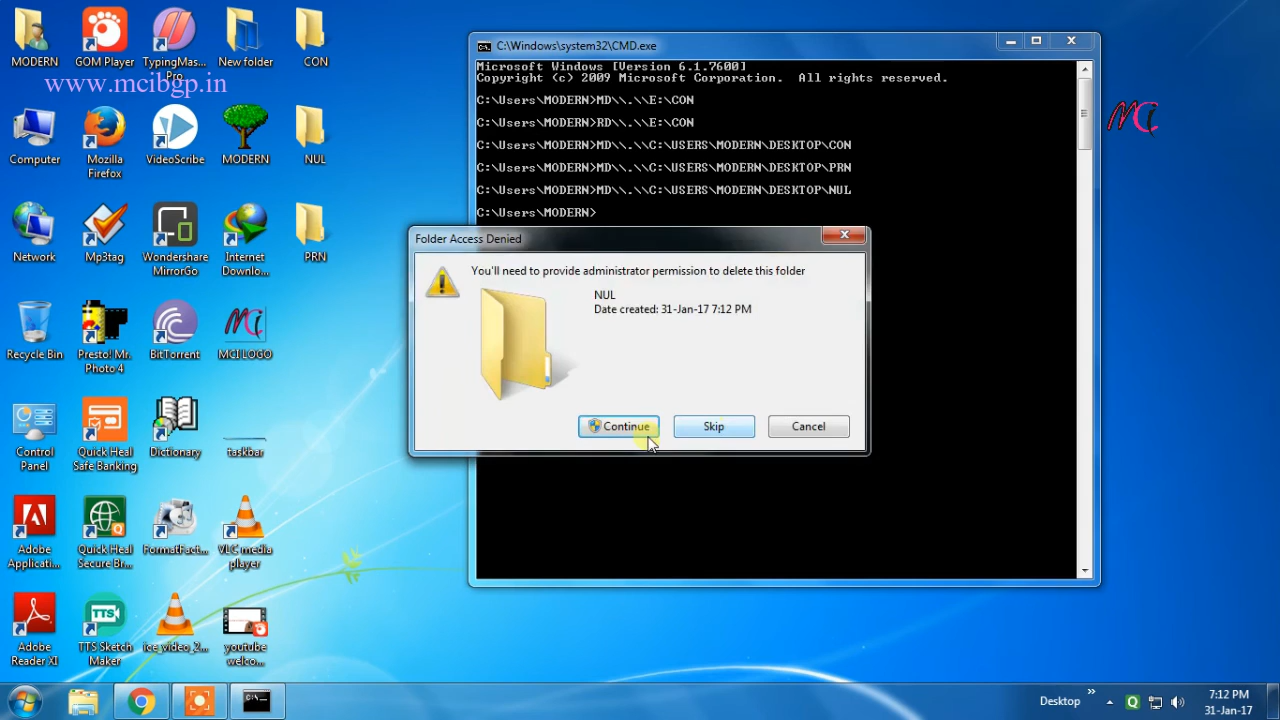 MODERN
GOM Player
TypingMas...
Pro
New folder
CON
www.mcibgp.in
Computer
Mozilla
Firefox
VideoScribe
MODERN
NUL
Network
Mp3tag
Wondershare
MirrorGo
Internet
Downlo...
PRN
Recycle Bin
Presto! Mr.
Photo 4
BitTorrent
MCI LOGO
Control
Panel
Quick Heal
Safe Banking
Dictionary
taskbar
Adobe
Applicati...
Quick Heal
Secure Br...
FormatFact...
VLC media
player
Adobe
Reader XI
TTS
TTS Sketch
Maker
ice_video_2...
youtube
welco...
C:\Windows\system32\CMD.exe
Microsoft Windows [Version 6.1.7600]
Copyright (c) 2009 Microsoft Corporation.  All rights reserved.
C:\Users\MODERN>MD\\.\\E:\CON
C:\Users\MODERN>RD\\.\\E:\CON
C:\Users\MODERN>MD\\.\\C:\USERS\MODERN\DESKTOP\CON
C:\Users\MODERN>MD\\.\\C:\USERS\MODERN\DESKTOP\PRN
C:\Users\MODERN>MD\\.\\C:\USERS\MODERN\DESKTOP\NUL
C:\Users\MODERN>
MCI
Folder Access Denied
You'll need to provide administrator permission to delete this folder
NUL
Date created: 31-Jan-17 7:12 PM
Continue
Skip
Cancel
Desktop
7:12 PM
31-Jan-17